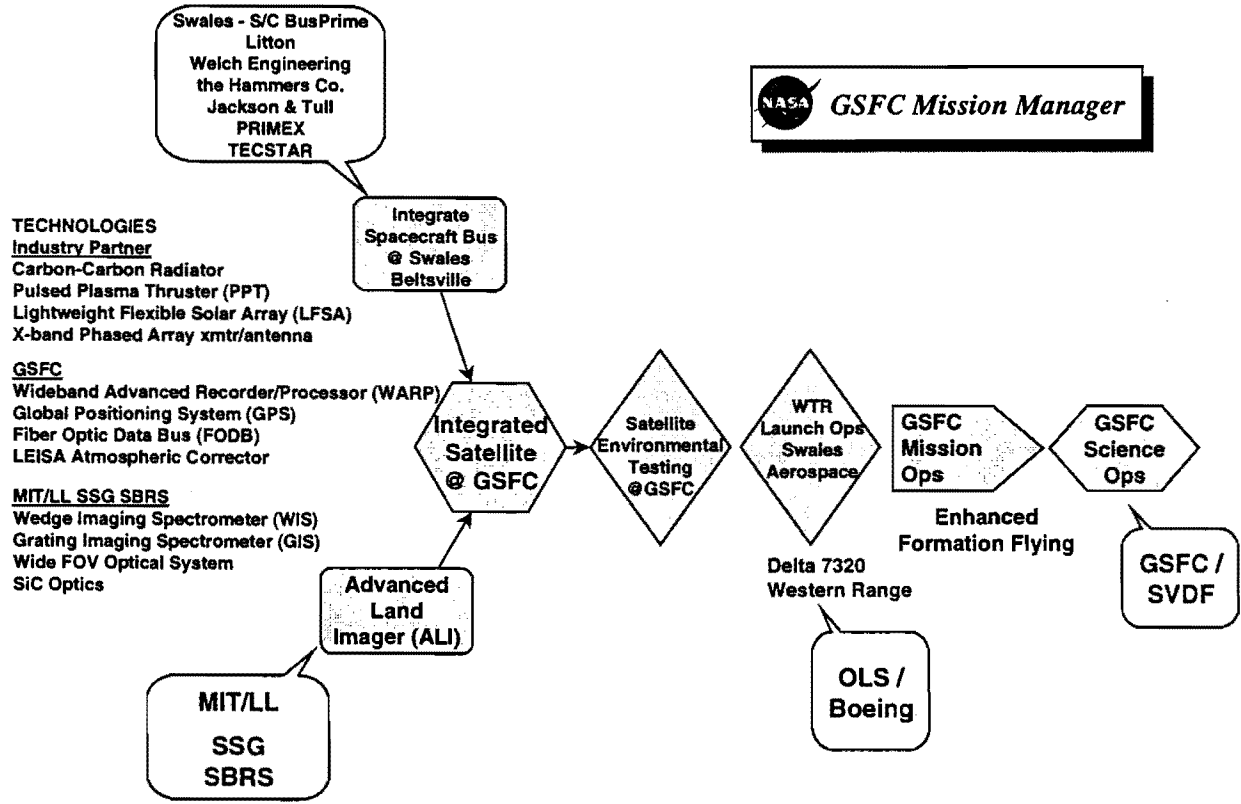 Swales - S/C BusPrime
Litton
Welch Engineering
the Hammers Co.
Jackson & Tull
PRIMEX
TECSTAR
NASA
GSFC Mission Manager
Integrate
Spacecraft Bus
@ Swales
Beltsville
TECHNOLOGIES
Industry Partner
Carbon-Carbon Radiator
Pulsed Plasma Thruster (PPT)
Lightweight Flexible Solar Array (LFSA)
X-band Phased Array xmtr/antenna
GSFC
Wideband Advanced Recorder/Processor (WARP)
Global Positioning System (GPS)
Fiber Optic Data Bus (FODB)
LEISA Atmospheric Corrector
MIT/LL SSG SBRS
Wedge Imaging Spectrometer (WIS)
Grating Imaging Spectrometer (GIS)
Wide FOV Optical System
SiC Optics
Integrated
Satellite
@ GSFC
Satellite
Environmental
Testing
@GSFC
WTR
Launch Ops
Swales
Aerospace
GSFC
Mission
Ops
GSFC
Science
Ops
Enhanced
Formation Flying
Delta 7320
Western Range
GSFC /
SVDF
OLS /
Boeing
Advanced
Land
Imager (ALI)
MIT/LL
SSG
SBRS